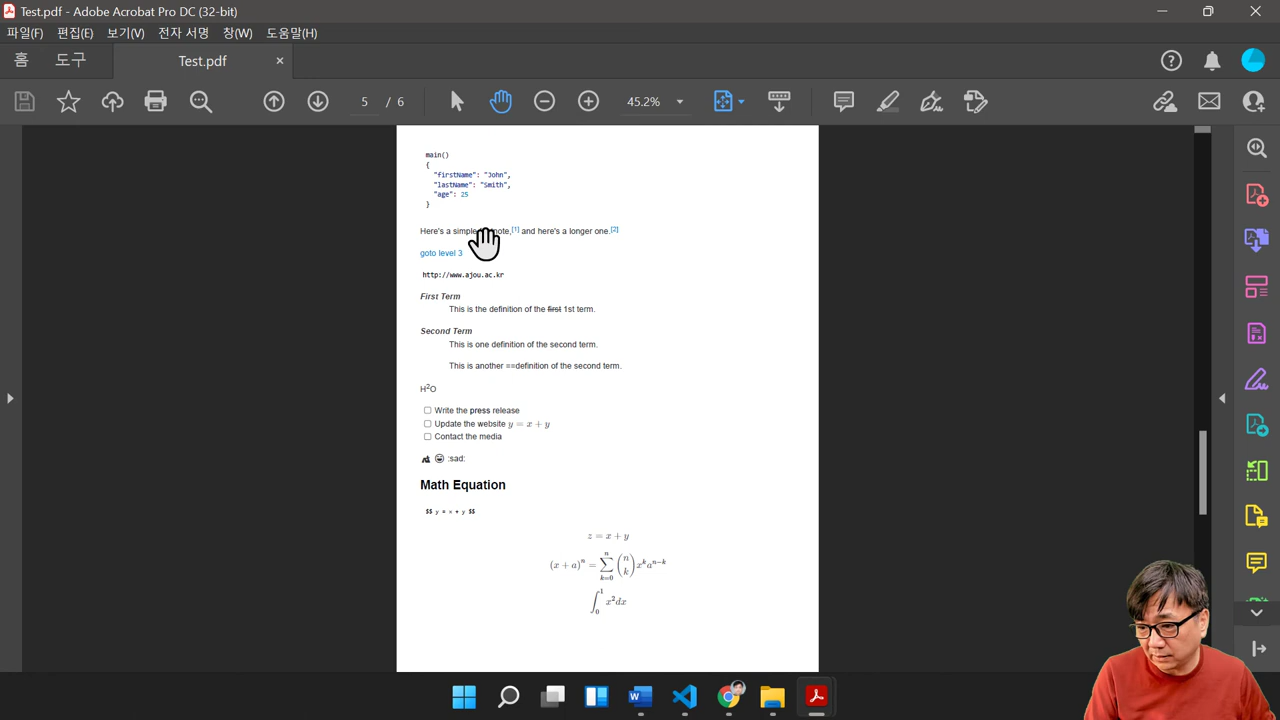 Test.pdf - Adobe Acrobat Pro DC (32-bit)
파일(F) 편집(E) 보기(V) 전자 서명 창(W) 도움말(H)
홈 도구 Test.pdf
5 / 6 45.2%
main()
{
"firstName": "John",
"lastName": "Smith",
"age": 25
}
Here's a simple note,[1] and here's a longer one.[2]
goto level 3
http://www.ajou.ac.kr
First Term
This is the definition of the first 1st term.
Second Term
This is one definition of the second term.
This is another ==definition of the second term.
H2O
Write the press release
Update the website y = x + y
Contact the media
:sad:
Math Equation
$$ y = x + y $$
z = x + y
(x + a)^n = ∑_{k=0}^{n} (n k) x^k a^{n−k}
∫_0^1 x^2 dx